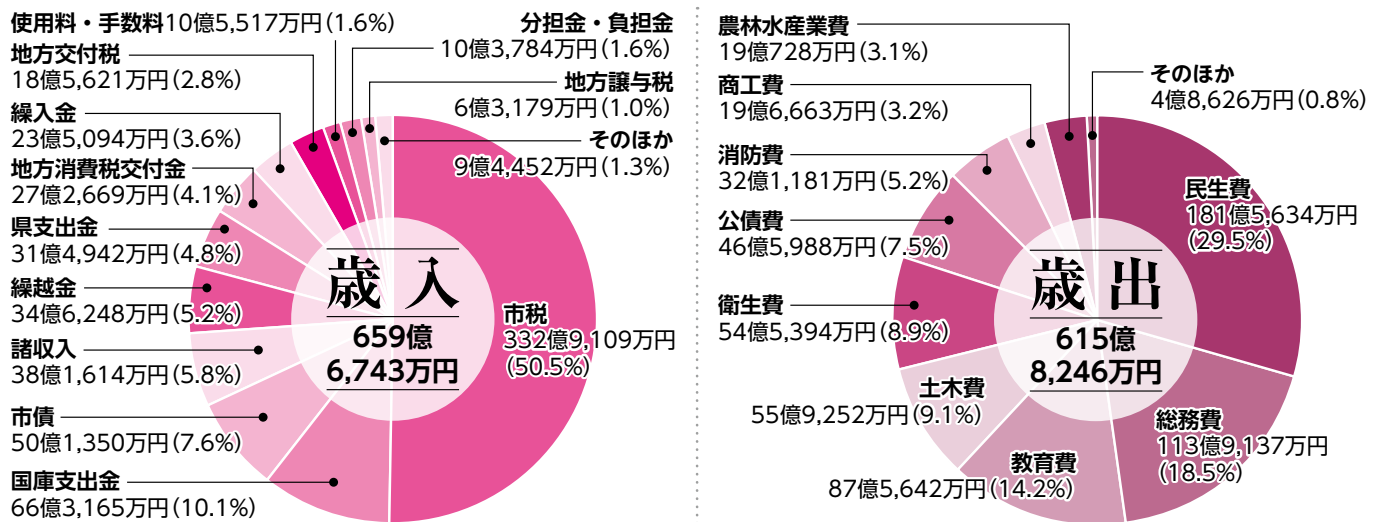 使用料・手数料10億5,517万円(1.6%)
地方交付税
18億5,621万円(2.8%)
繰入金
23億5,094万円(3.6%)
地方消費税交付金
27億2,669万円(4.1%)
県支出金
31億4,942万円(4.8%)
繰越金
34億6,248万円(5.2%)
諸収入
38億1,614万円(5.8%)
市債
50億1,350万円(7.6%)
国庫支出金
66億3,165万円(10.1%)
分担金・負担金
10億3,784万円(1.6%)
地方譲与税
6億3,179万円(1.0%)
そのほか
9億4,452万円(1.3%)
市税
332億9,109万円
(50.5%)
歳入
659億
6,743万円
農林水産業費
19億728万円(3.1%)
商工費
19億6,663万円(3.2%)
消防費
32億1,181万円(5.2%)
公債費
46億5,988万円(7.5%)
衛生費
54億5,394万円(8.9%)
土木費
55億9,252万円(9.1%)
教育費
87億5,642万円(14.2%)
そのほか
4億8,626万円(0.8%)
民生費
181億5,634万円
(29.5%)
総務費
113億9,137万円
(18.5%)
歳出
615億
8,246万円